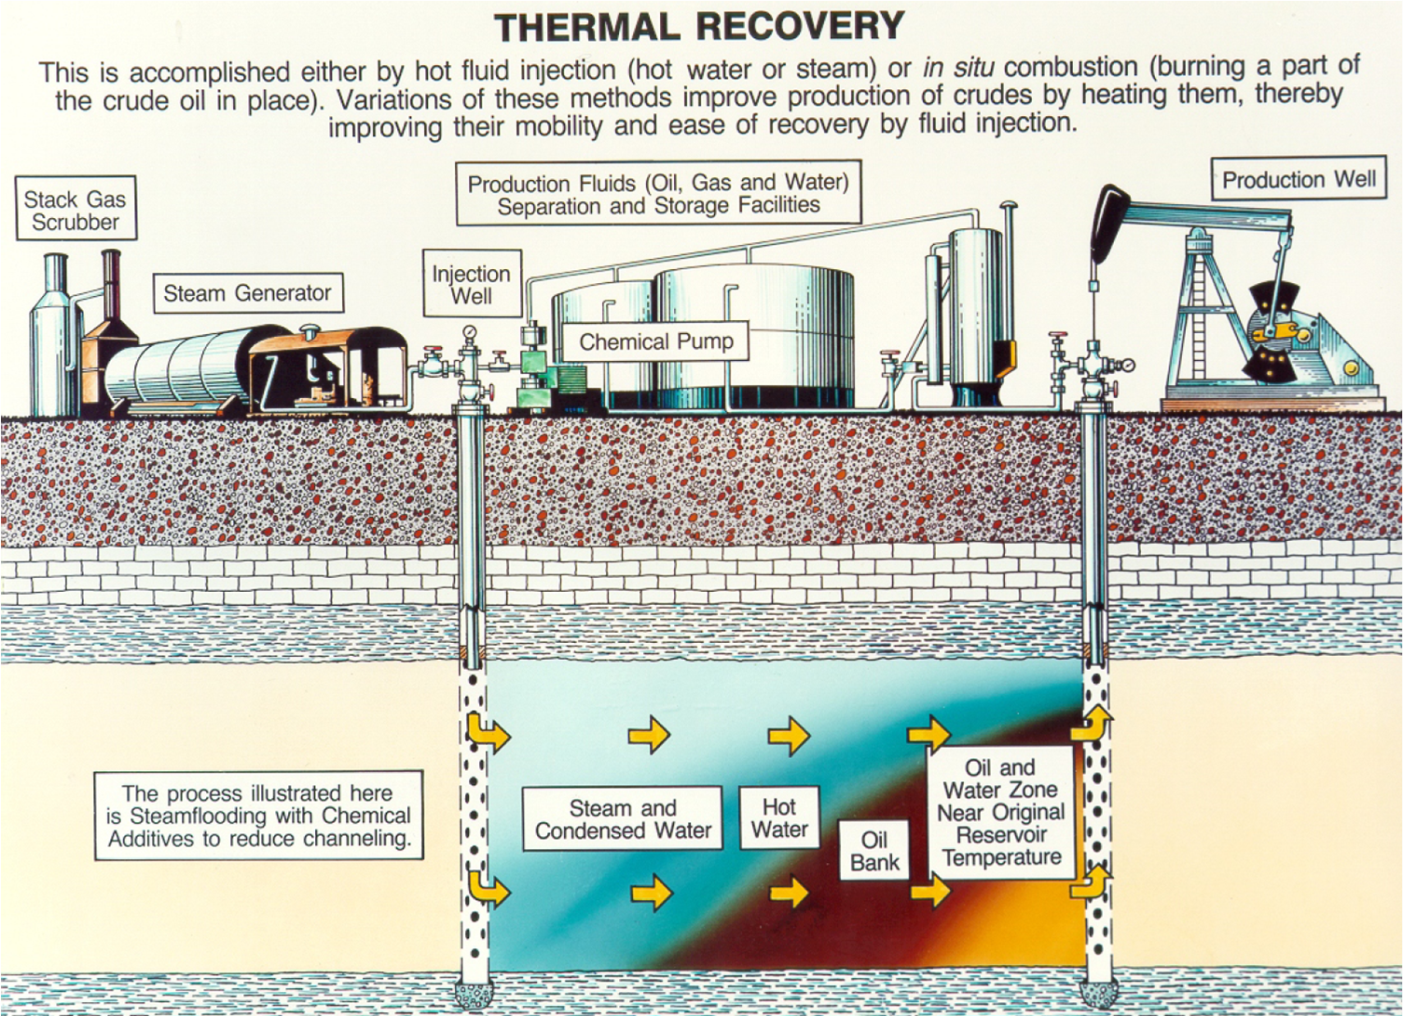 THERMAL RECOVERY
This is accomplished either by hot fluid injection (hot water or steam) or in situ combustion (burning a part of
the crude oil in place). Variations of these methods improve production of crudes by heating them, thereby
improving their mobility and ease of recovery by fluid injection.
Stack Gas
Scrubber
Steam Generator
Injection
Well
Production Fluids (Oil, Gas and Water)
Separation and Storage Facilities
Chemical Pump
Production Well
The process illustrated here
is Steamflooding with Chemical
Additives to reduce channeling.
Steam and
Condensed Water
Hot
Water
Oil
Bank
Oil and
Water Zone
Near Original
Reservoir
Temperature